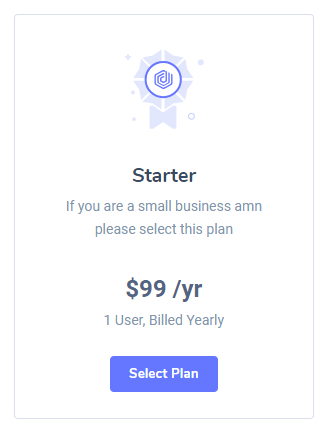 Starter
If you are a small business amn
please select this plan
$99 /yr
1 User, Billed Yearly
Select Plan